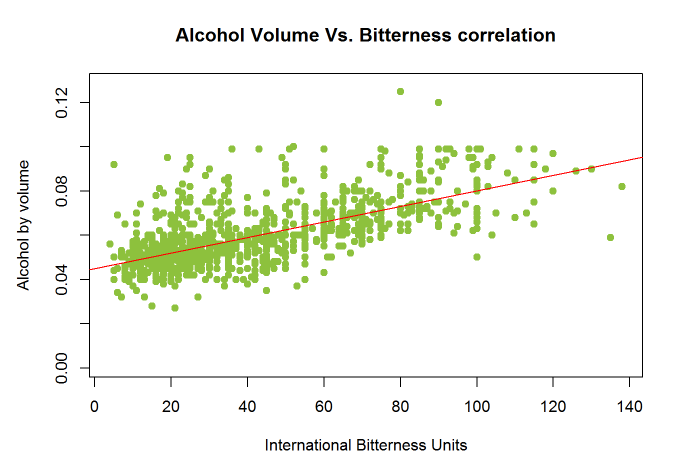 Alcohol Volume Vs. Bitterness correlation
0.12
0.08
0.04
0.00
Alcohol by volume
0 20 40 60 80 100 120 140
International Bitterness Units